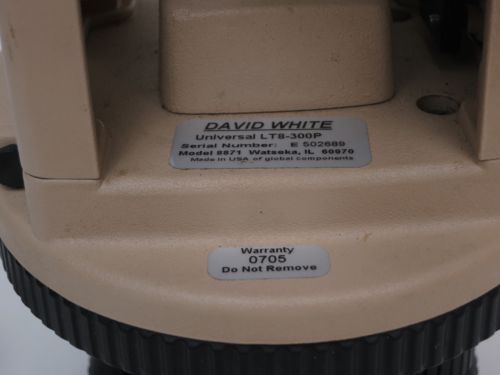 DAVID WHITE
Universal LT8-300P
Serial Number: E 502689
Model 8871 Watseka, IL 60970
Made in USA of global components
Warranty
0705
Do Not Remove